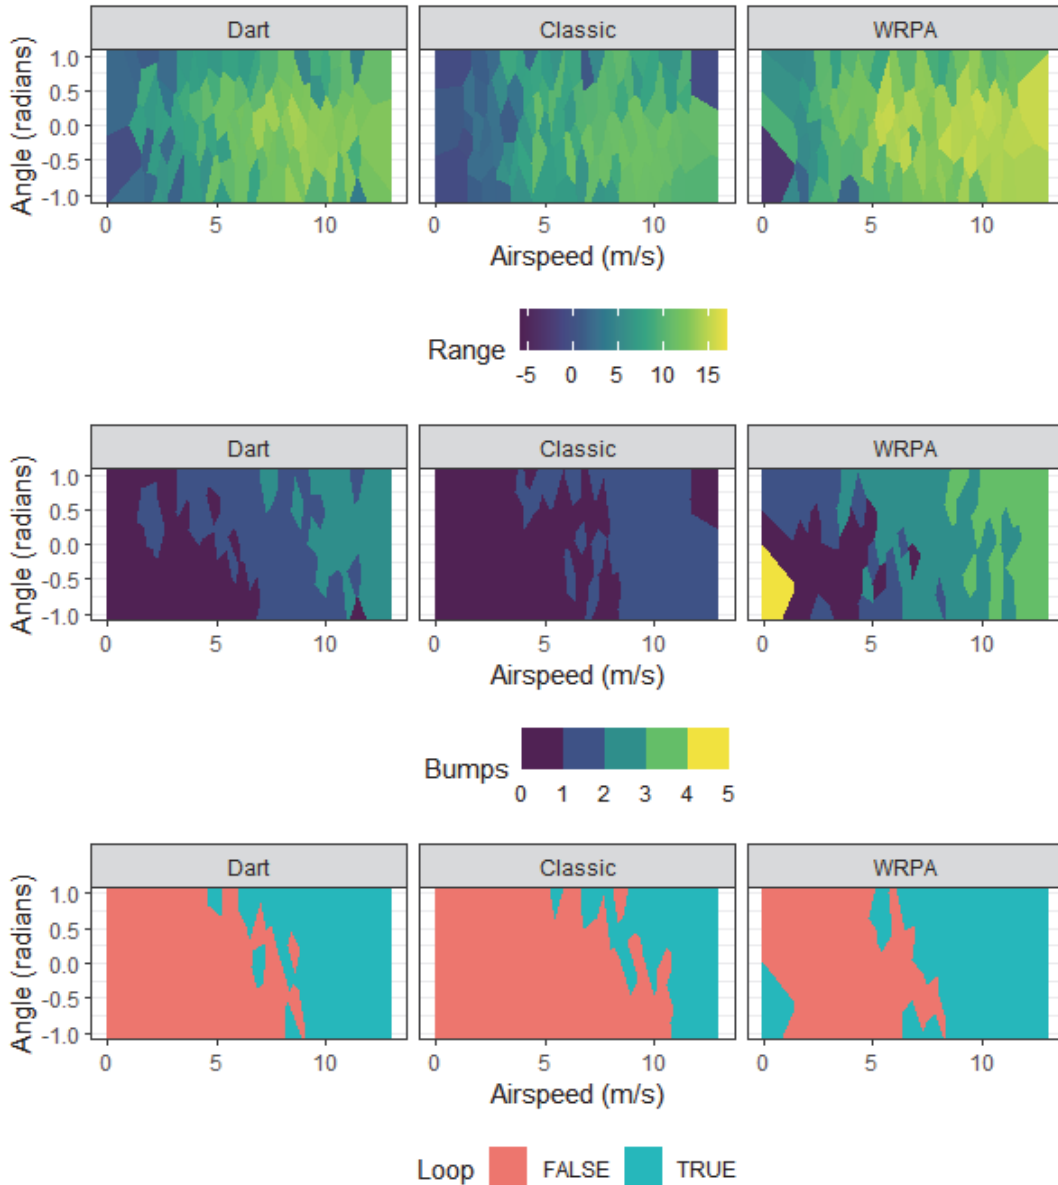 Dart Classic WRPA
Angle (radians)
1.0
0.5
0.0
-0.5
-1.0
0 5 10 0 5 10 0 5 10
Airspeed (m/s)
Range
-5 0 5 10 15
Dart Classic WRPA
Angle (radians)
1.0
0.5
0.0
-0.5
-1.0
0 5 10 0 5 10 0 5 10
Airspeed (m/s)
Bumps
0 1 2 3 4 5
Dart Classic WRPA
Angle (radians)
1.0
0.5
0.0
-0.5
-1.0
0 5 10 0 5 10 0 5 10
Airspeed (m/s)
Loop FALSE TRUE